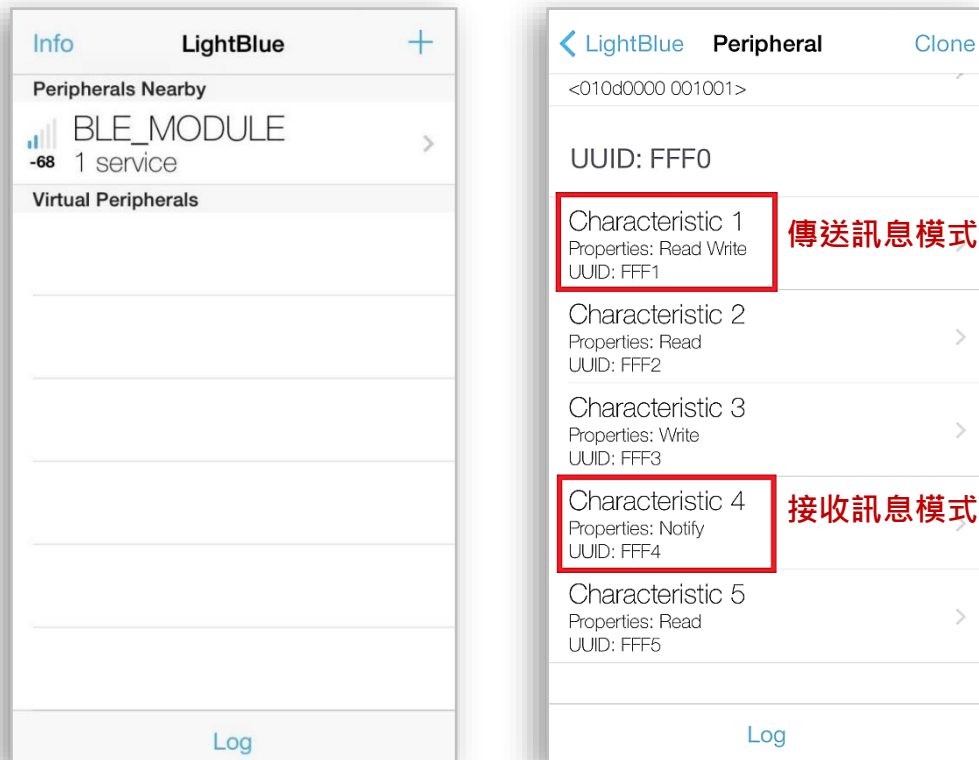 Info LightBlue +
Peripherals Nearby
BLE_MODULE
-68 1 service
Virtual Peripherals
Log
LightBlue Peripheral Clone
<010d0000 001001>
UUID: FFF0
Characteristic 1
Properties: Read Write
UUID: FFF1
傳送訊息模式
Characteristic 2
Properties: Read
UUID: FFF2
Characteristic 3
Properties: Write
UUID: FFF3
Characteristic 4
Properties: Notify
UUID: FFF4
接收訊息模式
Characteristic 5
Properties: Read
UUID: FFF5
Log